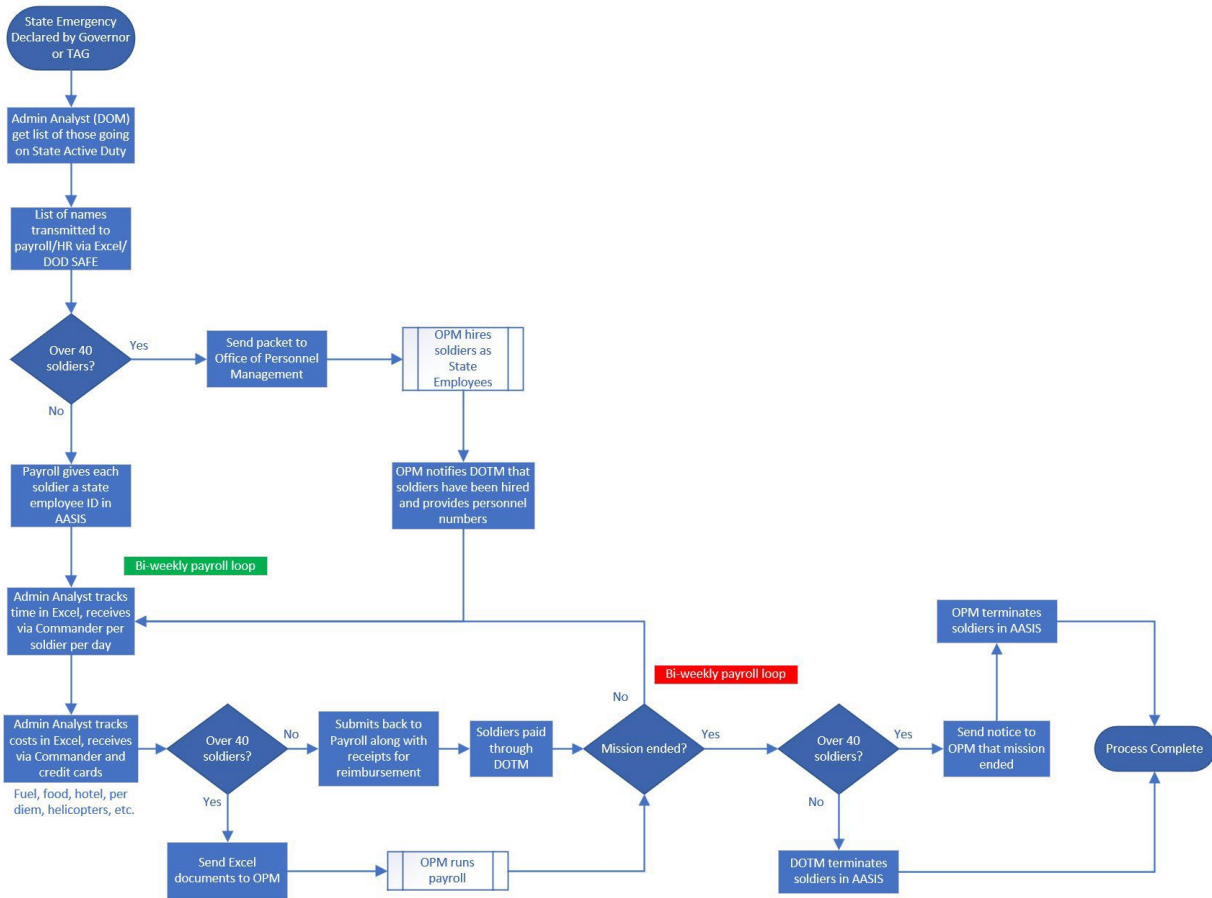 State Emergency
Declared by Governor
or TAG
Admin Analyst (DOM)
get list of those going
on State Active Duty
List of names
transmitted to
payroll/HR via Excel/
DOD SAFE
Over 40
soldiers?
Yes
No
Send packet to
Office of Personnel
Management
OPM hires
soldiers as
State
Employees
Payroll gives each
soldier a state
employee ID in
AASIS
OPM notifies DOTM that
soldiers have been hired
and provides personnel
numbers
Bi-weekly payroll loop
Admin Analyst tracks
time in Excel, receives
via Commander per
soldier per day
Admin Analyst tracks
costs in Excel, receives
via Commander and
credit cards
Fuel, food, hotel, per
diem, helicopters, etc.
Over 40
soldiers?
No
Yes
Submits back to
Payroll along with
receipts for
reimbursement
Soldiers paid
through
DOTM
Send Excel
documents to OPM
OPM runs
payroll
Bi-weekly payroll loop
No
Mission ended?
Yes
Over 40
soldiers?
Yes
No
Send notice to
OPM that mission
ended
OPM terminates
soldiers in AASIS
DOTM terminates
soldiers in AASIS
Process Complete